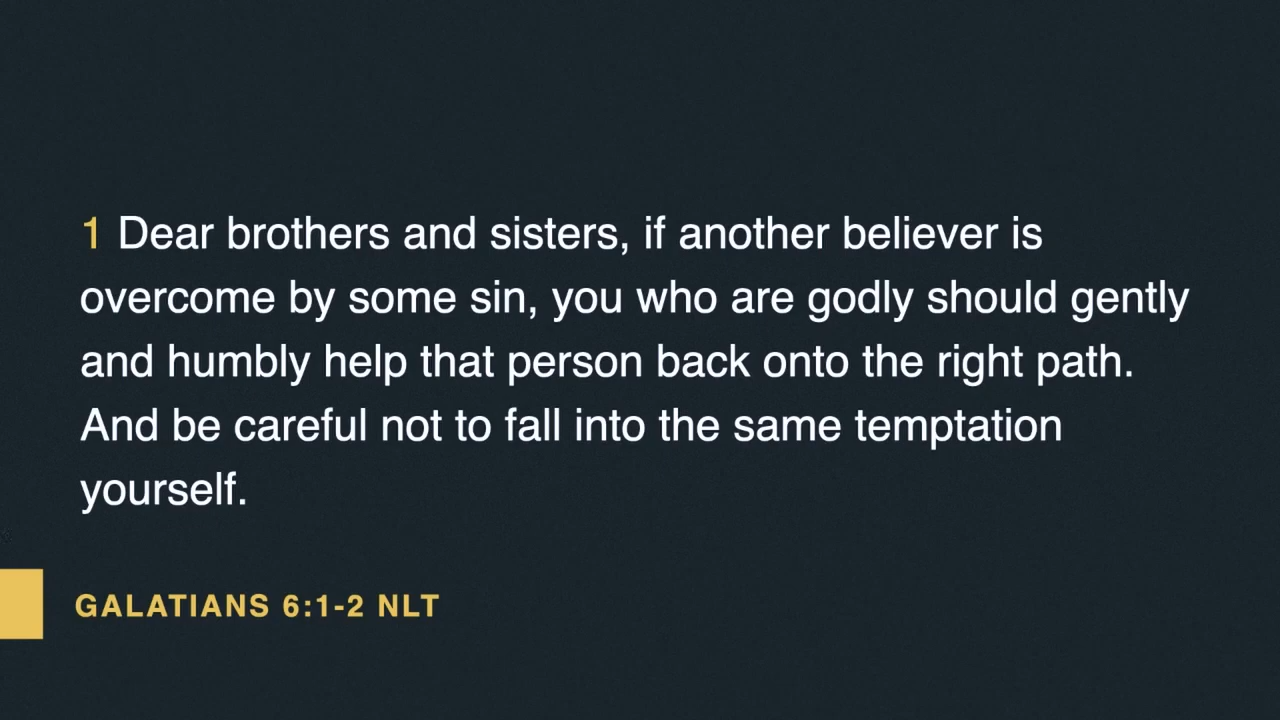 1 Dear brothers and sisters, if another believer is
overcome by some sin, you who are godly should gently
and humbly help that person back onto the right path.
And be careful not to fall into the same temptation
yourself.
GALATIANS 6:1-2 NLT